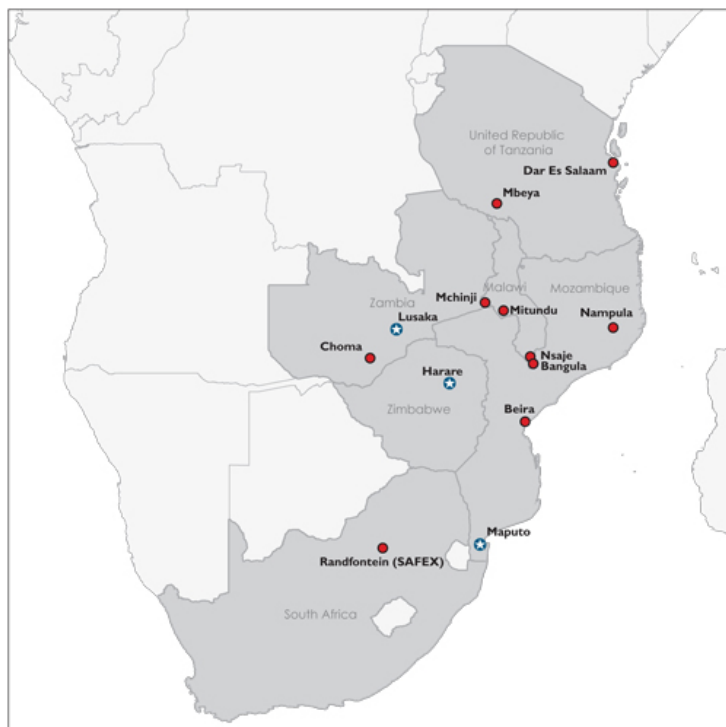 United Republic
of Tanzania
Dar Es Salaam
Mbeya
Malawi
Mozambique
Mchinji
Zambia
Mitundu
Nampula
Lusaka
Choma
Nsaje
Bangula
Harare
Zimbabwe
Beira
Maputo
Randfontein (SAFEX)
South Africa